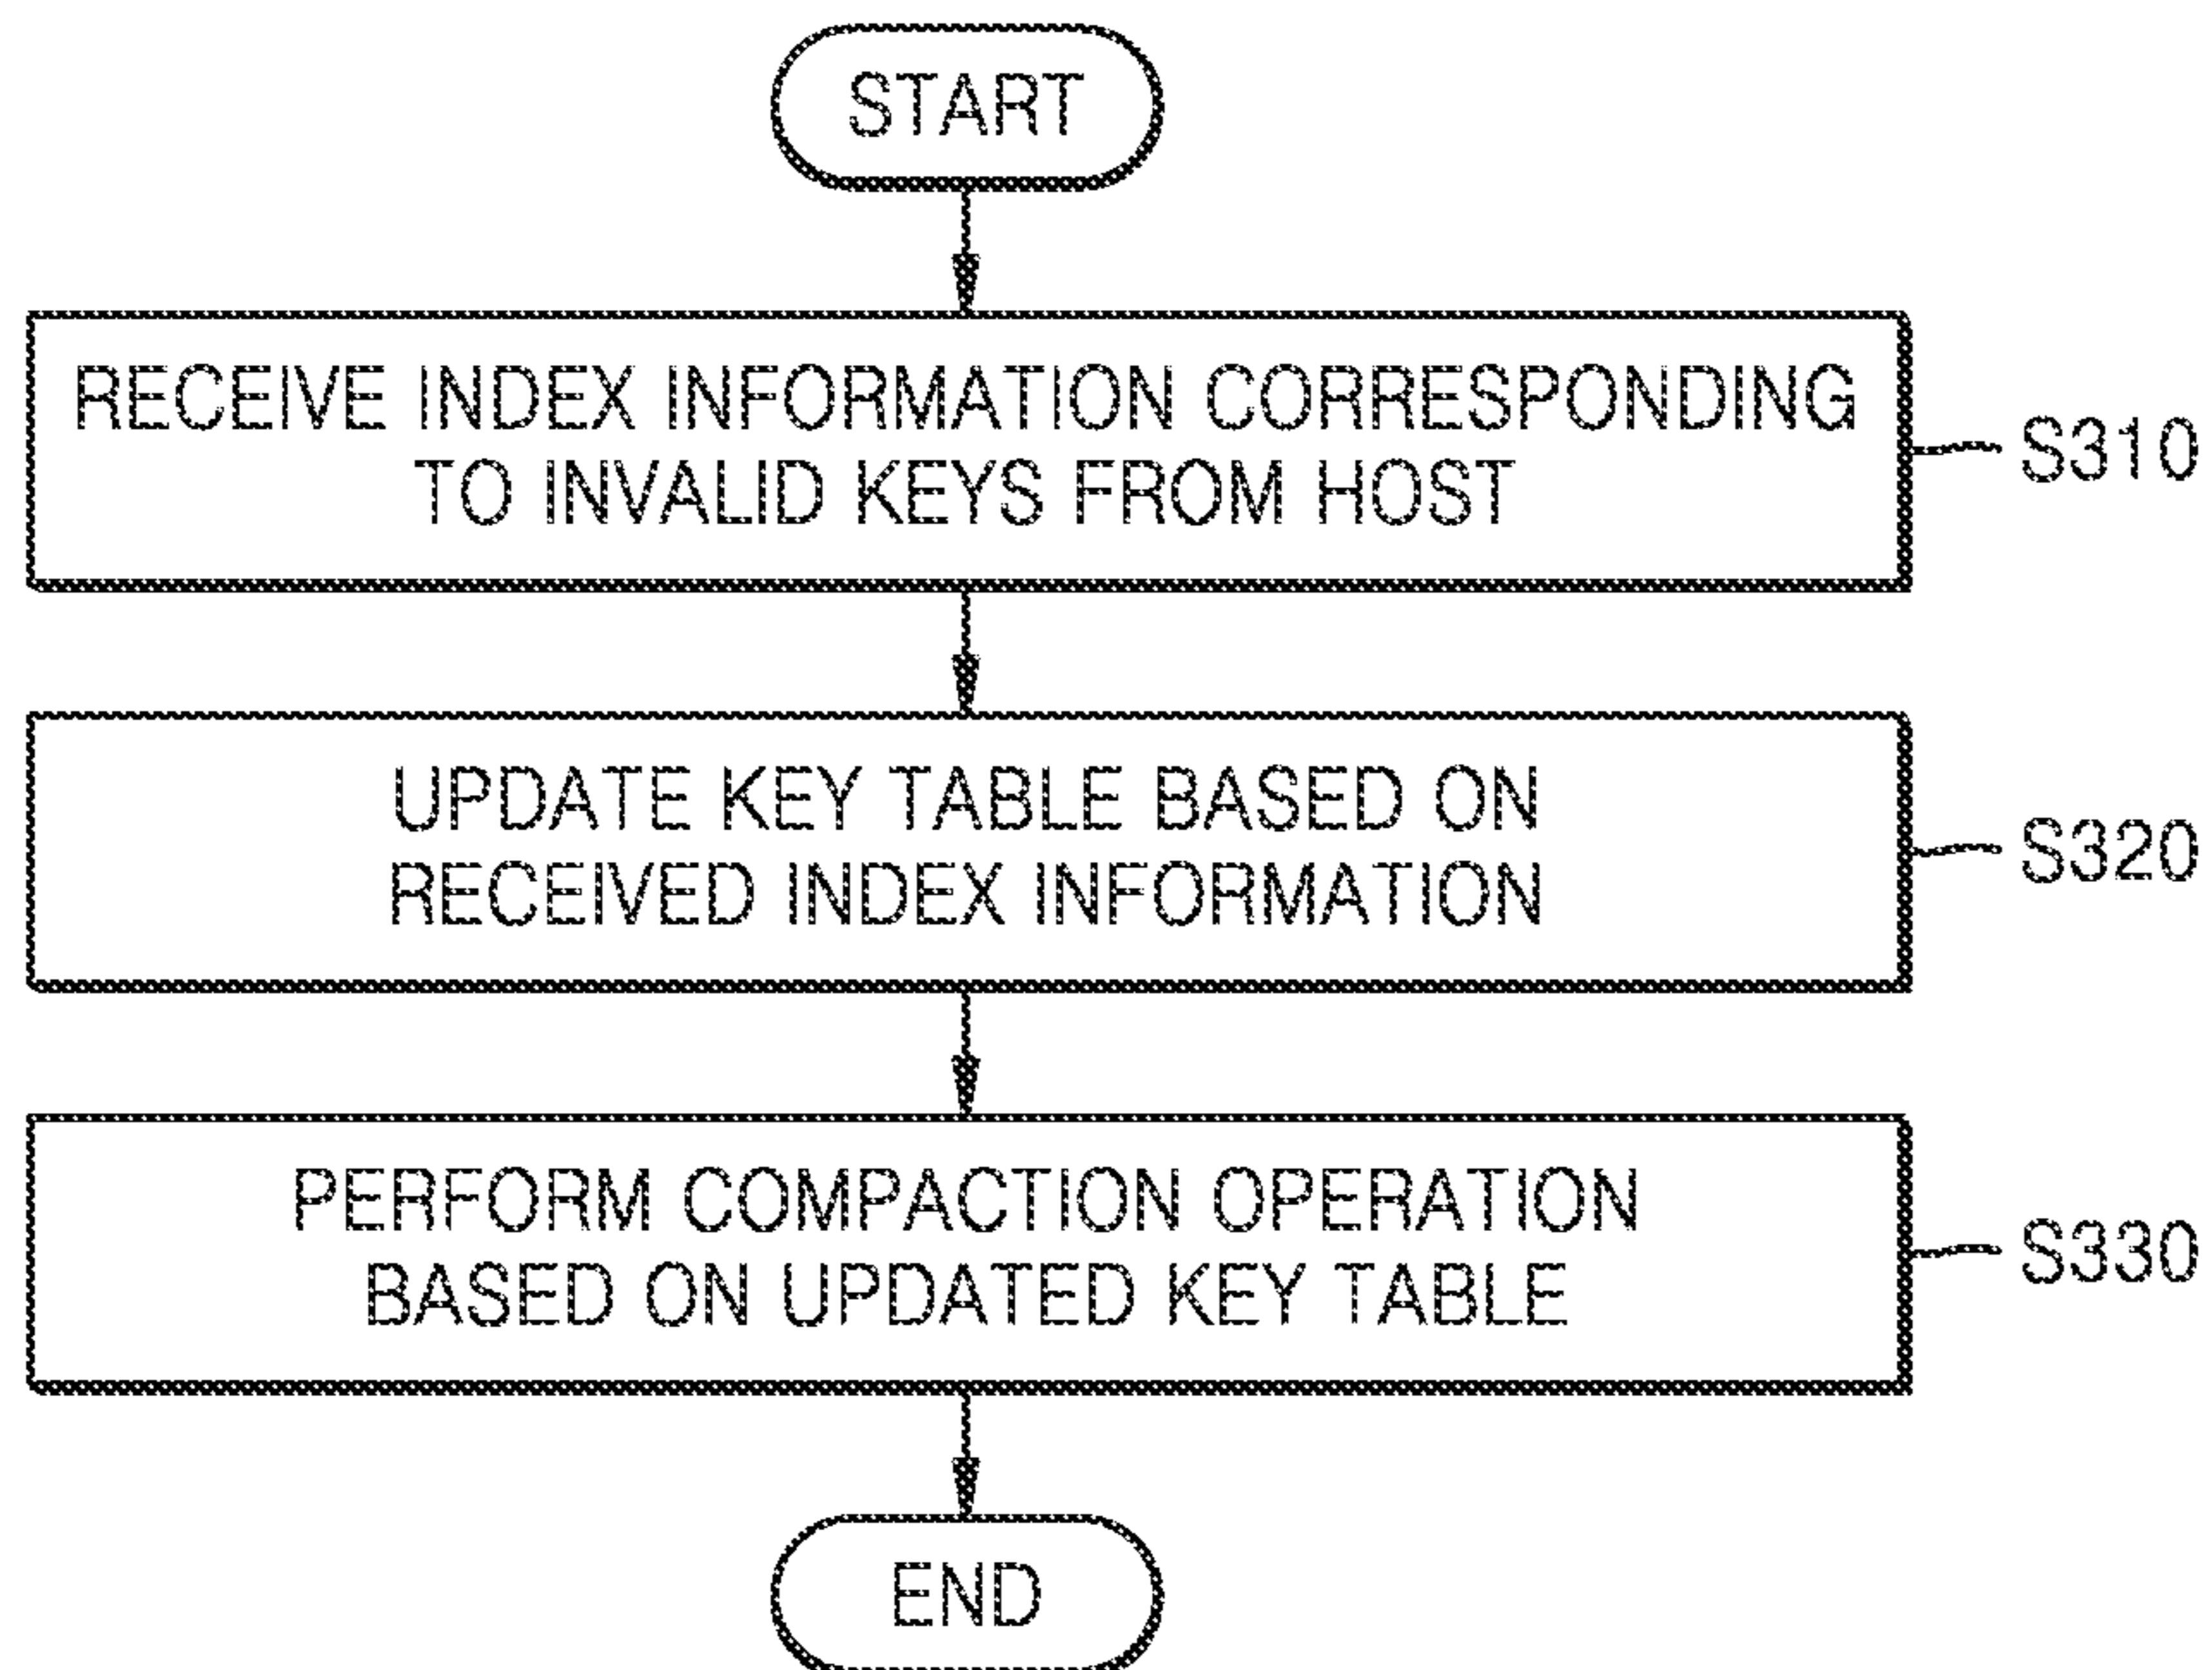 START
RECEIVE INDEX INFORMATION CORRESPONDING
TO INVALID KEYS FROM HOST
S310
UPDATE KEY TABLE BASED ON
RECEIVED INDEX INFORMATION
S320
PERFORM COMPACTION OPERATION
BASED ON UPDATED KEY TABLE
S330
END